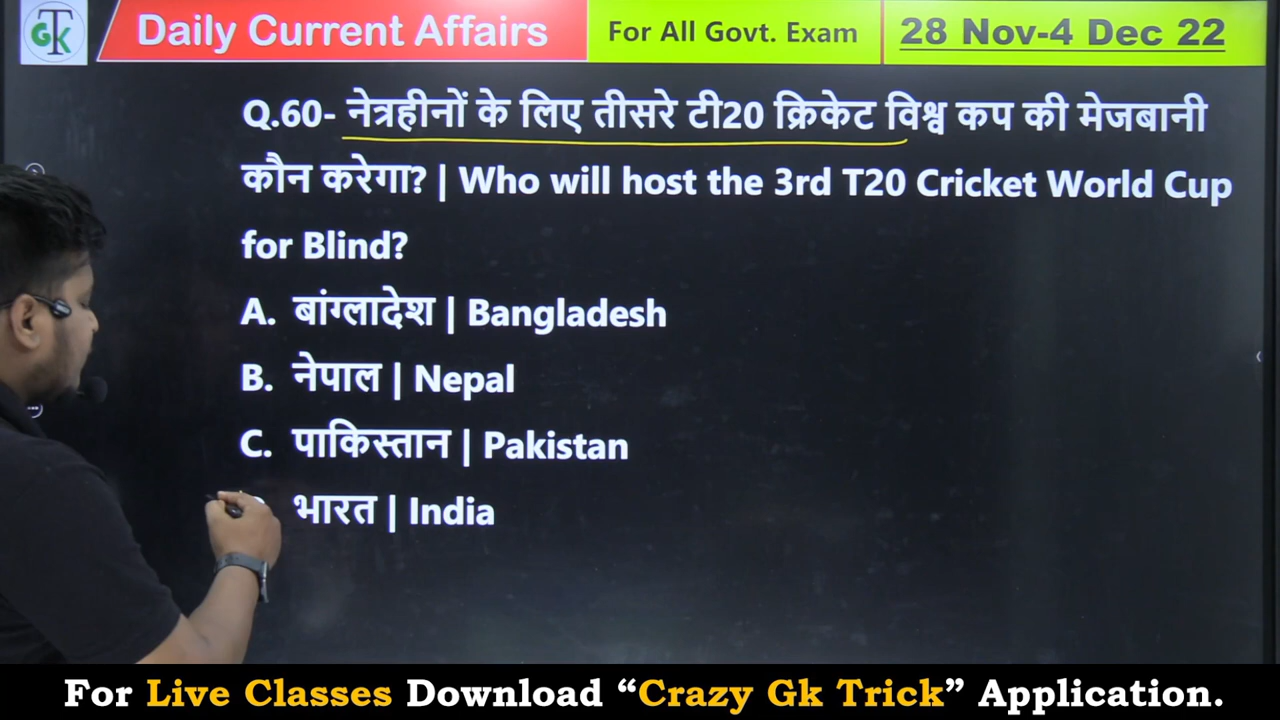 GTK
Daily Current Affairs
For All Govt. Exam
28 Nov-4 Dec 22
Q.60- नेत्रहीनों के लिए तीसरे टी20 क्रिकेट विश्व कप की मेजबानी
कौन करेगा? | Who will host the 3rd T20 Cricket World Cup
for Blind?
A. बांग्लादेश | Bangladesh
B. नेपाल | Nepal
C. पाकिस्तान | Pakistan
भारत | India
For Live Classes Download “Crazy Gk Trick” Application.